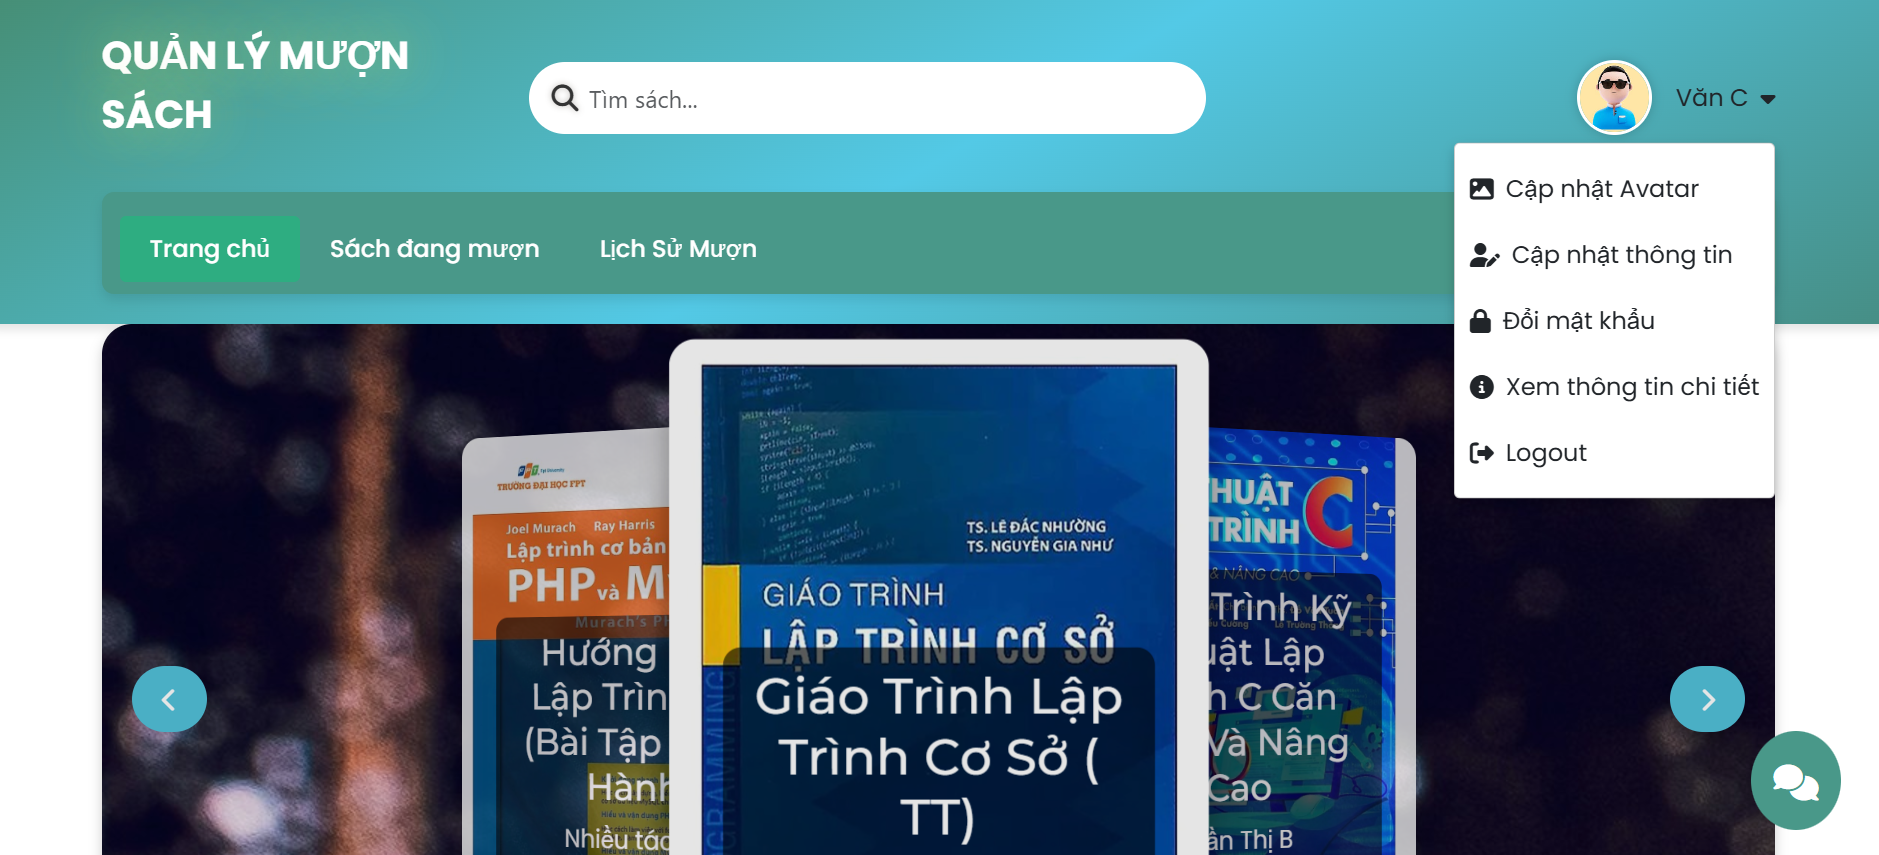 QUẢN LÝ MƯỢN
SÁCH
Tìm sách...
Văn C
Cập nhật Avatar
Cập nhật thông tin
Đổi mật khẩu
Xem thông tin chi tiết
Logout
Trang chủ
Sách đang mượn
Lịch Sử Mượn
TRƯỜNG ĐẠI HỌC FPT
Joel Murach Ray Harris
Lập trình cơ bản
PHP và M
Murach's PH
Hướng
Lập Trìn
(Bài Tập
Hành
Nhiều tác
TS. LÊ ĐẮC NHƯỜNG
TS. NGUYỄN GIA NHƯ
GIÁO TRÌNH
LẬP TRÌNH CƠ SỞ
Giáo Trình Lập
Trình Cơ Sở (
TT)
GRAMMING
THUẬT
TRÌNH C
& NÂNG CAO
Trình Kỹ
uật Lập
h C Căn
Và Nâng
Cao
ần Thị B